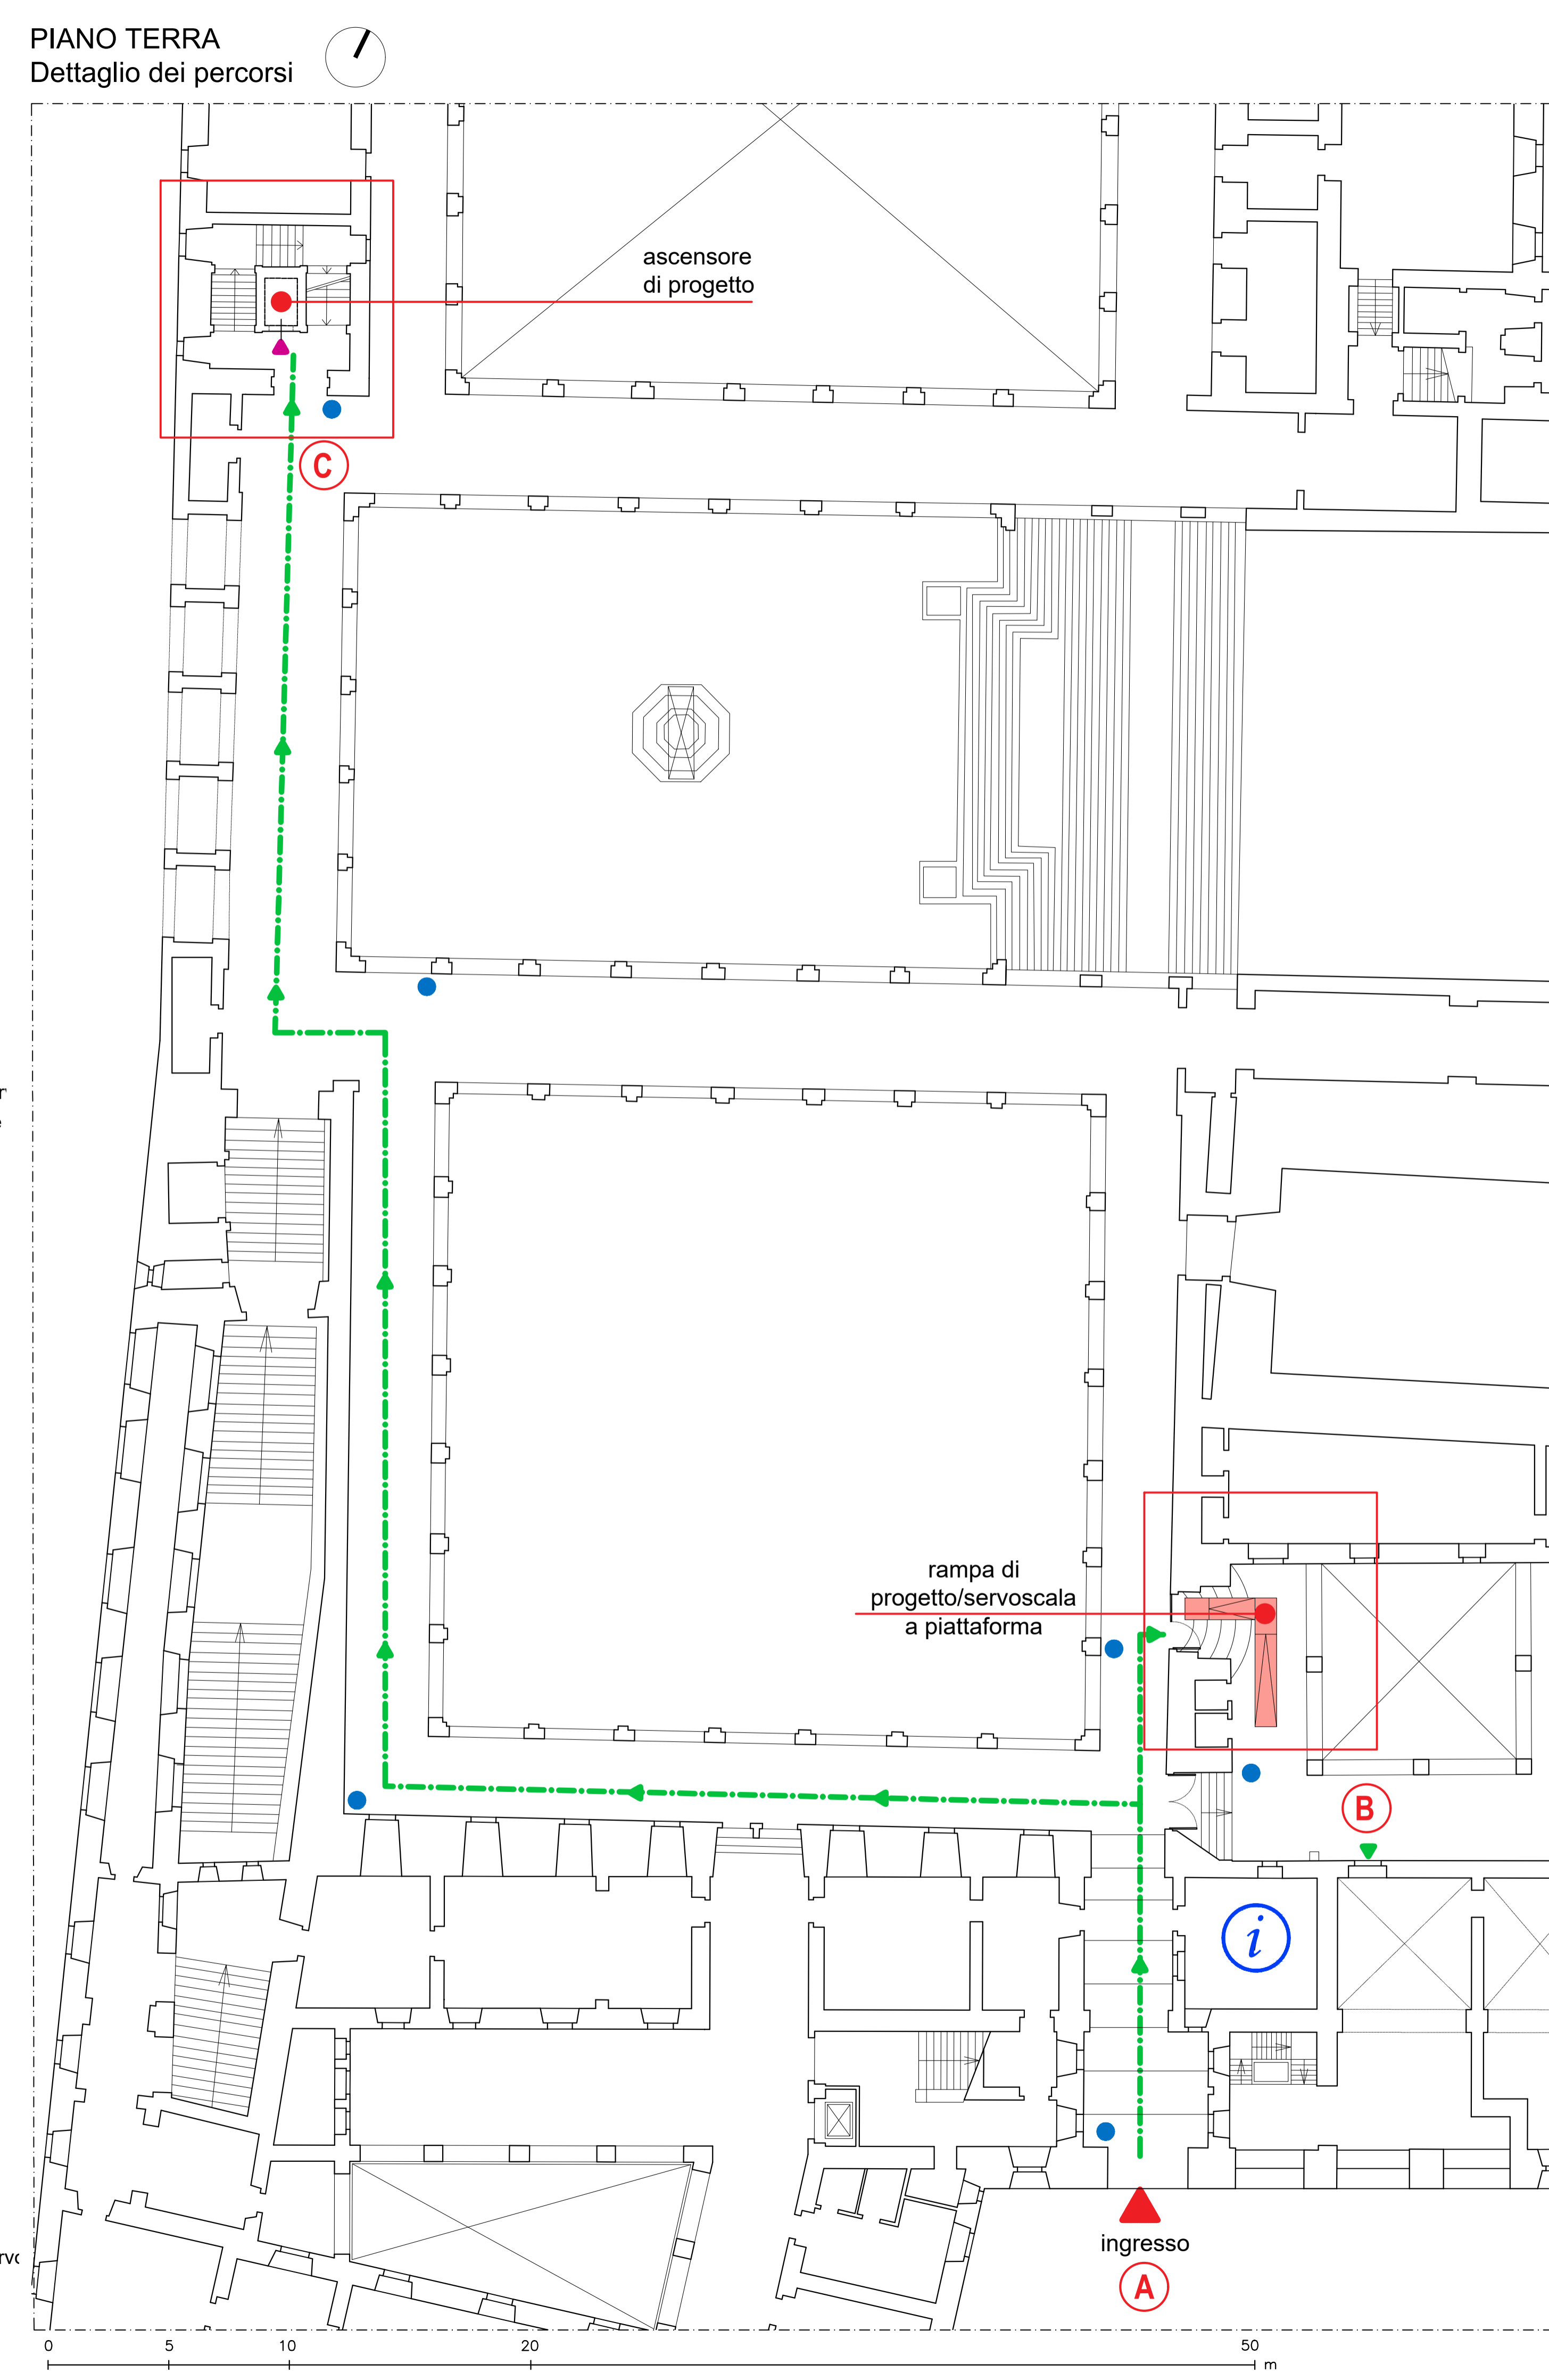 PIANO TERRA
Dettaglio dei percorsi
ascensore
di progetto
C
rampa di
progetto/servoscala
a piattaforma
B
i
ingresso
A
0 5 10 20 50 m